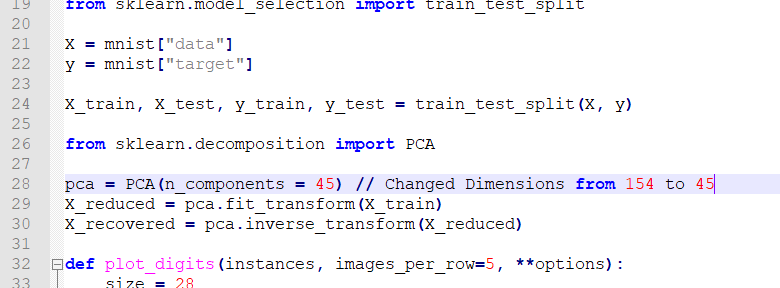 19 from sklearn.model_selection import train_test_split
20
21 X = mnist["data"]
22 y = mnist["target"]
23
24 X_train, X_test, y_train, y_test = train_test_split(X, y)
25
26 from sklearn.decomposition import PCA
27
28 pca = PCA(n_components = 45) // Changed Dimensions from 154 to 45
29 X_reduced = pca.fit_transform(X_train)
30 X_recovered = pca.inverse_transform(X_reduced)
31
32 def plot_digits(instances, images_per_row=5, **options):
33 size = 28